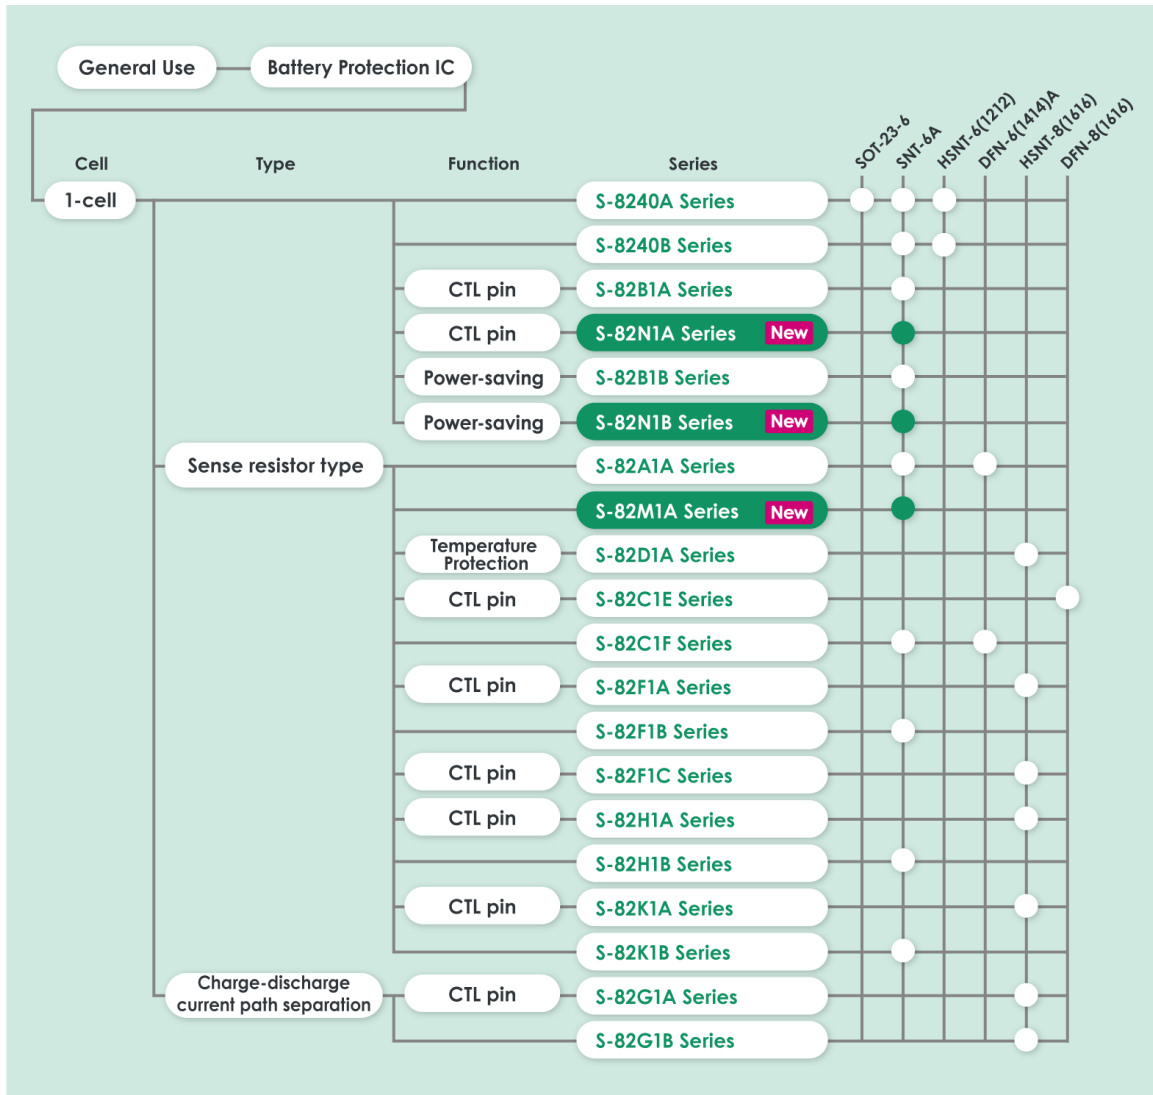 General Use
Battery Protection IC
SOT-23-6
SNT-6A
HSNT-6(1212)
DFN-6(1414)A
HSNT-8(1616)
DFN-8(1616)
Cell
Type
Function
Series
1-cell
S-8240A Series
S-8240B Series
CTL pin
S-82B1A Series
CTL pin
S-82N1A Series New
Power-saving
S-82B1B Series
Power-saving
S-82N1B Series New
Sense resistor type
S-82A1A Series
S-82M1A Series New
Temperature
Protection
S-82D1A Series
CTL pin
S-82C1E Series
S-82C1F Series
CTL pin
S-82F1A Series
S-82F1B Series
CTL pin
S-82F1C Series
CTL pin
S-82H1A Series
S-82H1B Series
CTL pin
S-82K1A Series
S-82K1B Series
Charge-discharge
current path separation
CTL pin
S-82G1A Series
S-82G1B Series